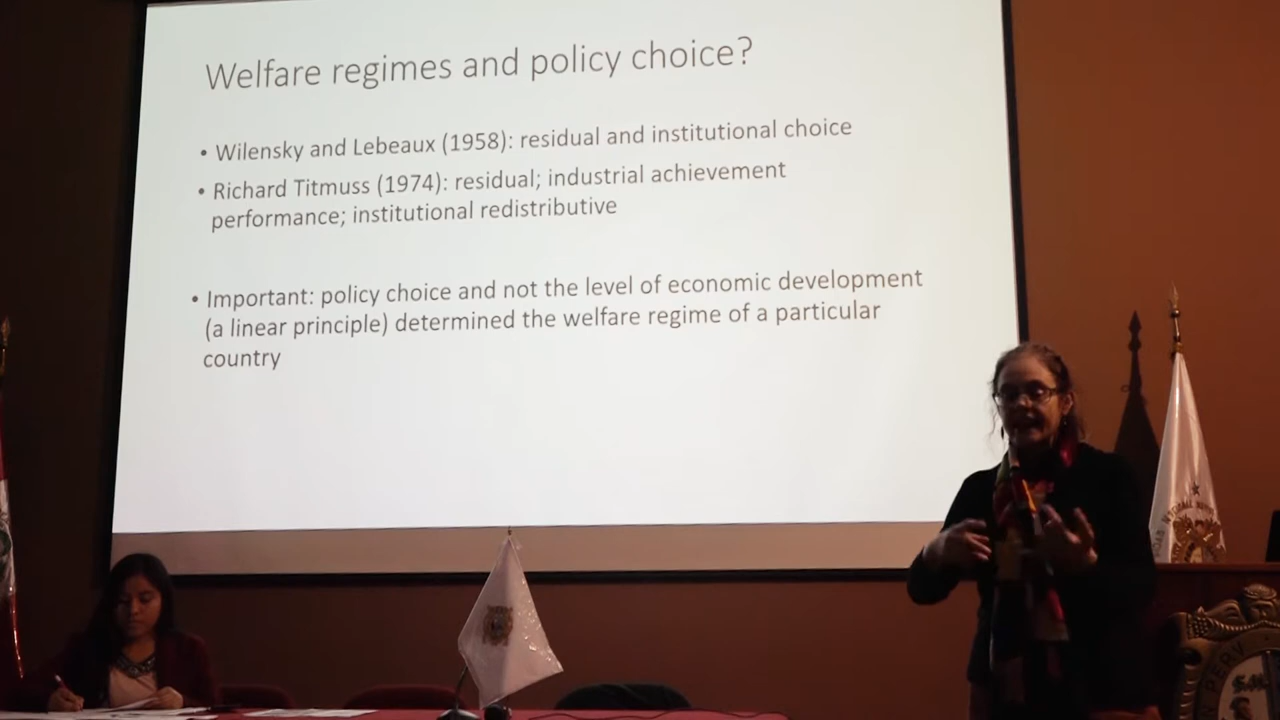 Welfare regimes and policy choice?
• Wilensky and Lebeaux (1958): residual and institutional choice
• Richard Titmuss (1974): residual; industrial achievement
performance; institutional redistributive
• Important: policy choice and not the level of economic development
(a linear principle) determined the welfare regime of a particular
country
PERV